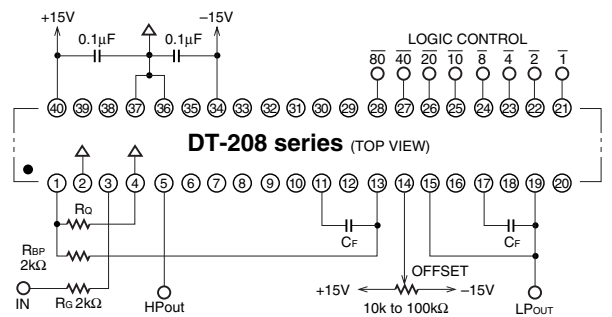 +15V −15V
0.1μF 0.1μF
LOGIC CONTROL
80 40 20 10 8 4 2 1
40 39 38 37 36 35 34 33 32 31 30 29 28 27 26 25 24 23 22 21
DT-208 series (TOP VIEW)
1 2 3 4 5 6 7 8 9 10 11 12 13 14 15 16 17 18 19 20
RQ
CF CF
RBP
2kΩ
OFFSET
IN RG 2kΩ HPout +15V −15V LPOUT
10k to 100kΩ